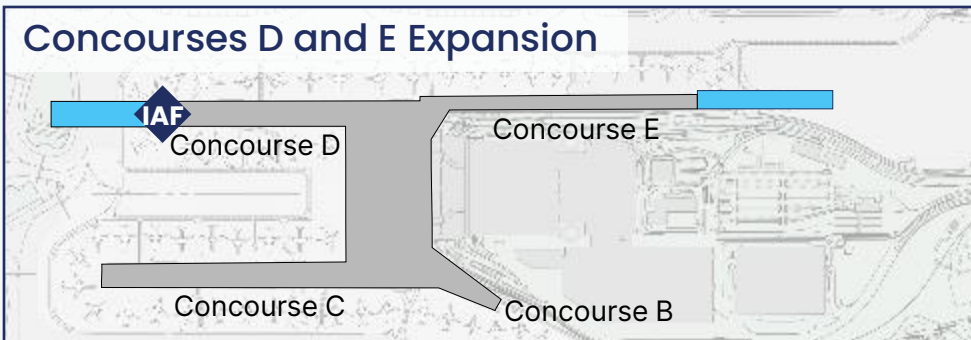 Concourses D and E Expansion
IAF
Concourse D
Concourse E
Concourse C
Concourse B